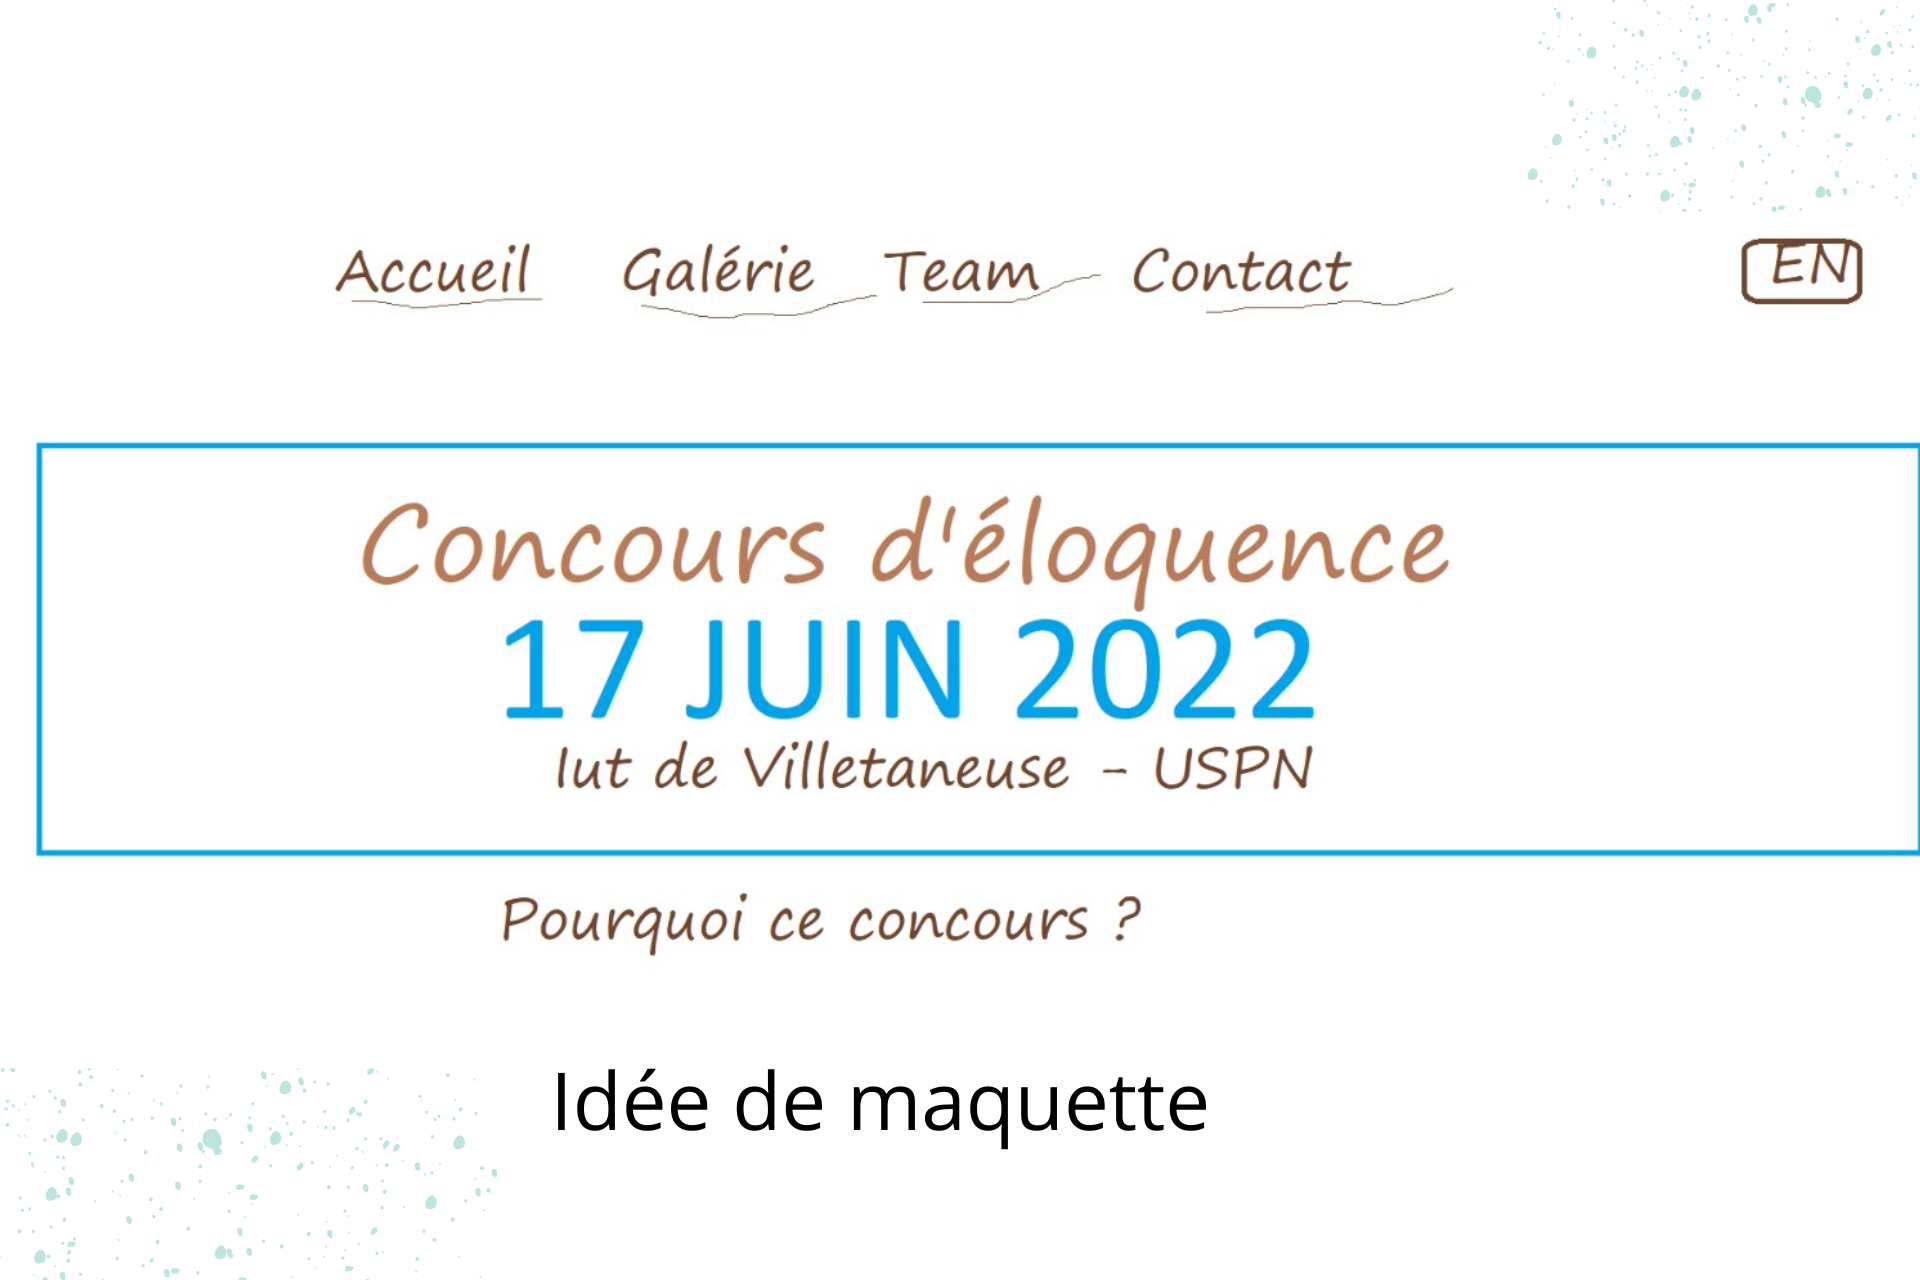 Accueil Galérie Team Contact EN
Concours d'éloquence
17 JUIN 2022
Iut de Villetaneuse - USPN
Pourquoi ce concours ?
Idée de maquette